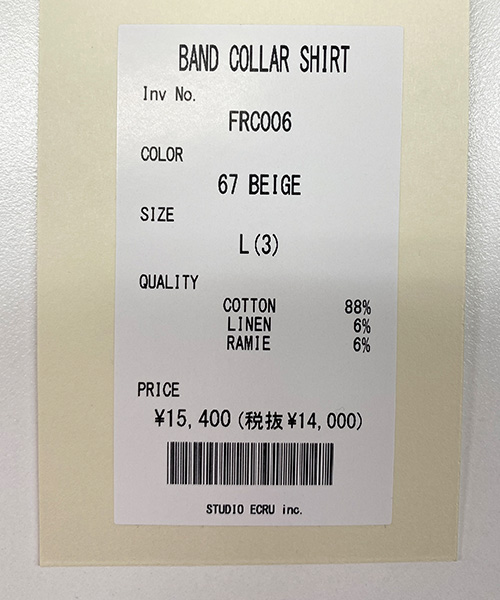 BAND COLLAR SHIRT
Inv No.
FRC006
COLOR
67 BEIGE
SIZE
L(3)
QUALITY
COTTON 88%
LINEN 6%
RAMIE 6%
PRICE
¥15,400(税抜¥14,000)
STUDIO ECRU inc.